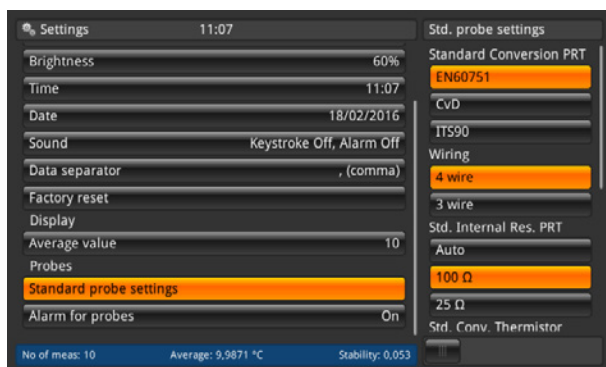 Settings 11:07
Brightness 60%
Time 11:07
Date 18/02/2016
Sound Keystroke Off, Alarm Off
Data separator , (comma)
Factory reset
Display
Average value 10
Probes
Standard probe settings
Alarm for probes On
No of meas: 10 Average: 9,9871 °C Stability: 0,053
Std. probe settings
Standard Conversion PRT
EN60751
CvD
ITS90
Wiring
4 wire
3 wire
Std. Internal Res. PRT
Auto
100 Ω
25 Ω
Std. Conv. Thermistor